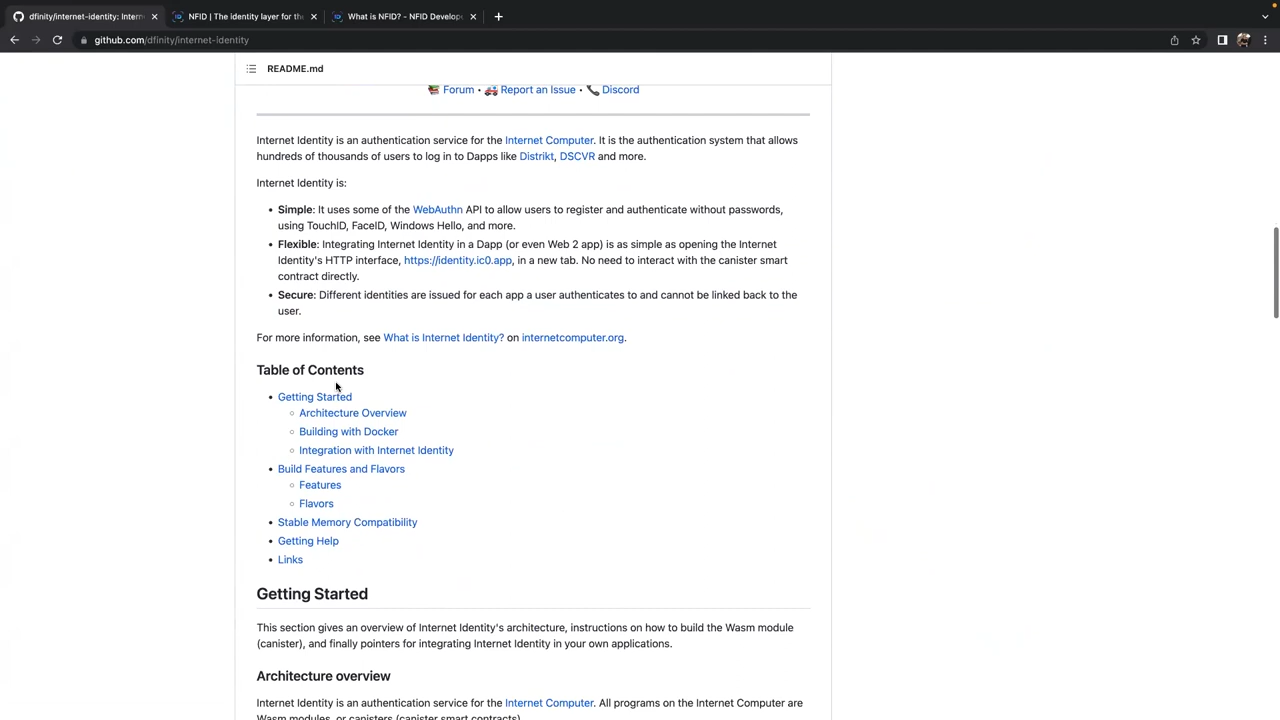 dfinity/internet-identity: Intern
NFID | The identity layer for the
What is NFID? - NFID Develop
github.com/dfinity/internet-identity
README.md
Forum • Report an Issue • Discord
Internet Identity is an authentication service for the Internet Computer. It is the authentication system that allows
hundreds of thousands of users to log in to Dapps like Distrikt, DSCVR and more.
Internet Identity is:
• Simple: It uses some of the WebAuthn API to allow users to register and authenticate without passwords,
using TouchID, FaceID, Windows Hello, and more.
• Flexible: Integrating Internet Identity in a Dapp (or even Web 2 app) is as simple as opening the Internet
Identity's HTTP interface, https://identity.ic0.app, in a new tab. No need to interact with the canister smart
contract directly.
• Secure: Different identities are issued for each app a user authenticates to and cannot be linked back to the
user.
For more information, see What is Internet Identity? on internetcomputer.org.
Table of Contents
• Getting Started
◦ Architecture Overview
◦ Building with Docker
◦ Integration with Internet Identity
• Build Features and Flavors
◦ Features
◦ Flavors
• Stable Memory Compatibility
• Getting Help
• Links
Getting Started
This section gives an overview of Internet Identity's architecture, instructions on how to build the Wasm module
(canister), and finally pointers for integrating Internet Identity in your own applications.
Architecture overview
Internet Identity is an authentication service for the Internet Computer. All programs on the Internet Computer are
Wasm modules, or canisters (canister smart contracts).